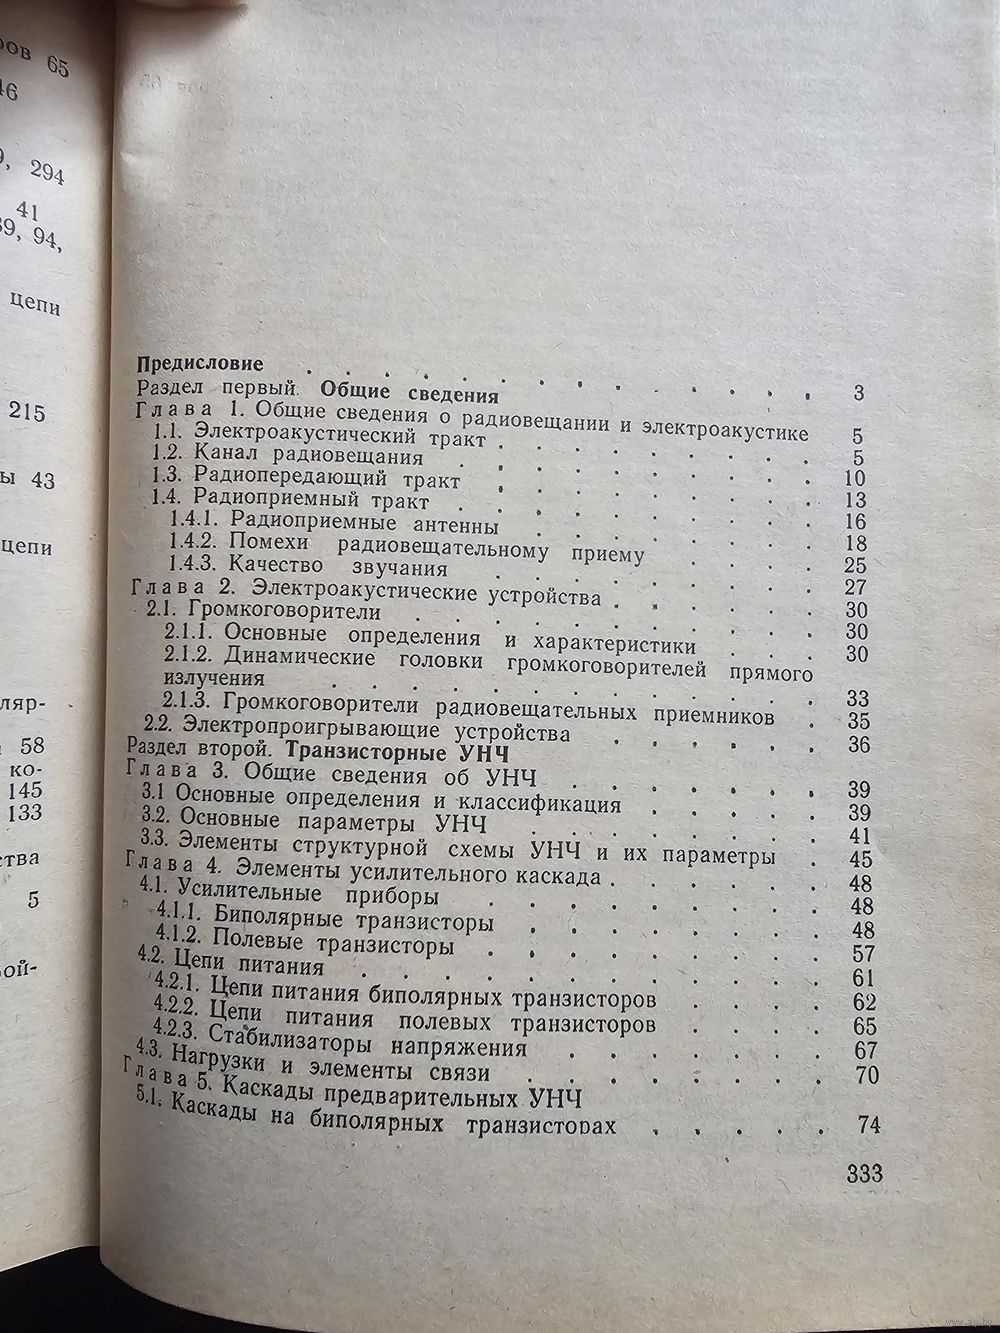 ров 65
46
9, 294
41
39, 94,
цепи
215
ы 43
цепи
ляр-
58
ко-
145
133
ства
5
вой-
Предисловие . . . . . . . . . . . . . . 3
Раздел первый. Общие сведения
Глава 1. Общие сведения о радиовещании и электроакустике 5
1.1. Электроакустический тракт . . . . . . . . . 5
1.2. Канал радиовещания . . . . . . . . . . 10
1.3. Радиопередающий тракт . . . . . . . . . 13
1.4. Радиоприемный тракт . . . . . . . . . . 16
1.4.1. Радиоприемные антенны . . . . . . . . 18
1.4.2. Помехи радиовещательному приему . . . . 25
1.4.3. Качество звучания . . . . . . . . . 27
Глава 2. Электроакустические устройства . . . . . . 30
2.1. Громкоговорители . . . . . . . . . . . 30
2.1.1. Основные определения и характеристики . . . 30
2.1.2. Динамические головки громкоговорителей прямого
излучения . . . . . . . . . . . . . 33
2.1.3. Громкоговорители радиовещательных приемников . 35
2.2. Электропроигрывающие устройства . . . . . . 36
Раздел второй. Транзисторные УНЧ
Глава 3. Общие сведения об УНЧ . . . . . . . 39
3.1 Основные определения и классификация . . . . . 39
3.2. Основные параметры УНЧ . . . . . . . . 41
3.3. Элементы структурной схемы УНЧ и их параметры . 45
Глава 4. Элементы усилительного каскада . . . . . . 48
4.1. Усилительные приборы . . . . . . . . . 48
4.1.1. Биполярные транзисторы . . . . . . . . 48
4.1.2. Полевые транзисторы . . . . . . . . . 57
4.2. Цепи питания . . . . . . . . . . . . 61
4.2.1. Цепи питания биполярных транзисторов . . . . 62
4.2.2. Цепи питания полевых транзисторов . . . . 65
4.2.3. Стабилизаторы напряжения . . . . . . . 67
4.3. Нагрузки и элементы связи . . . . . . . . 70
Глава 5. Каскады предварительных УНЧ
5.1. Каскады на биполярных транзисторах . . . . . 74
333
www.ay.by